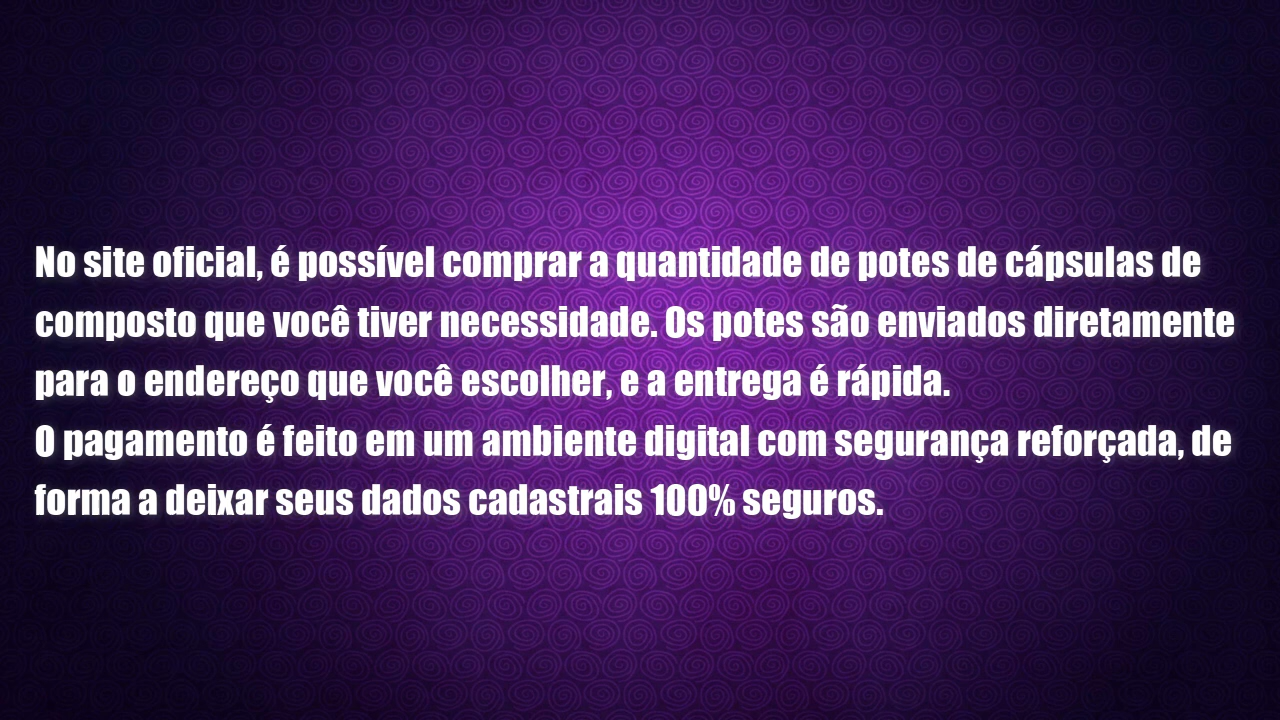 No site oficial, é possível comprar a quantidade de potes de cápsulas de
composto que você tiver necessidade. Os potes são enviados diretamente
para o endereço que você escolher, e a entrega é rápida.
O pagamento é feito em um ambiente digital com segurança reforçada, de
forma a deixar seus dados cadastrais 100% seguros.